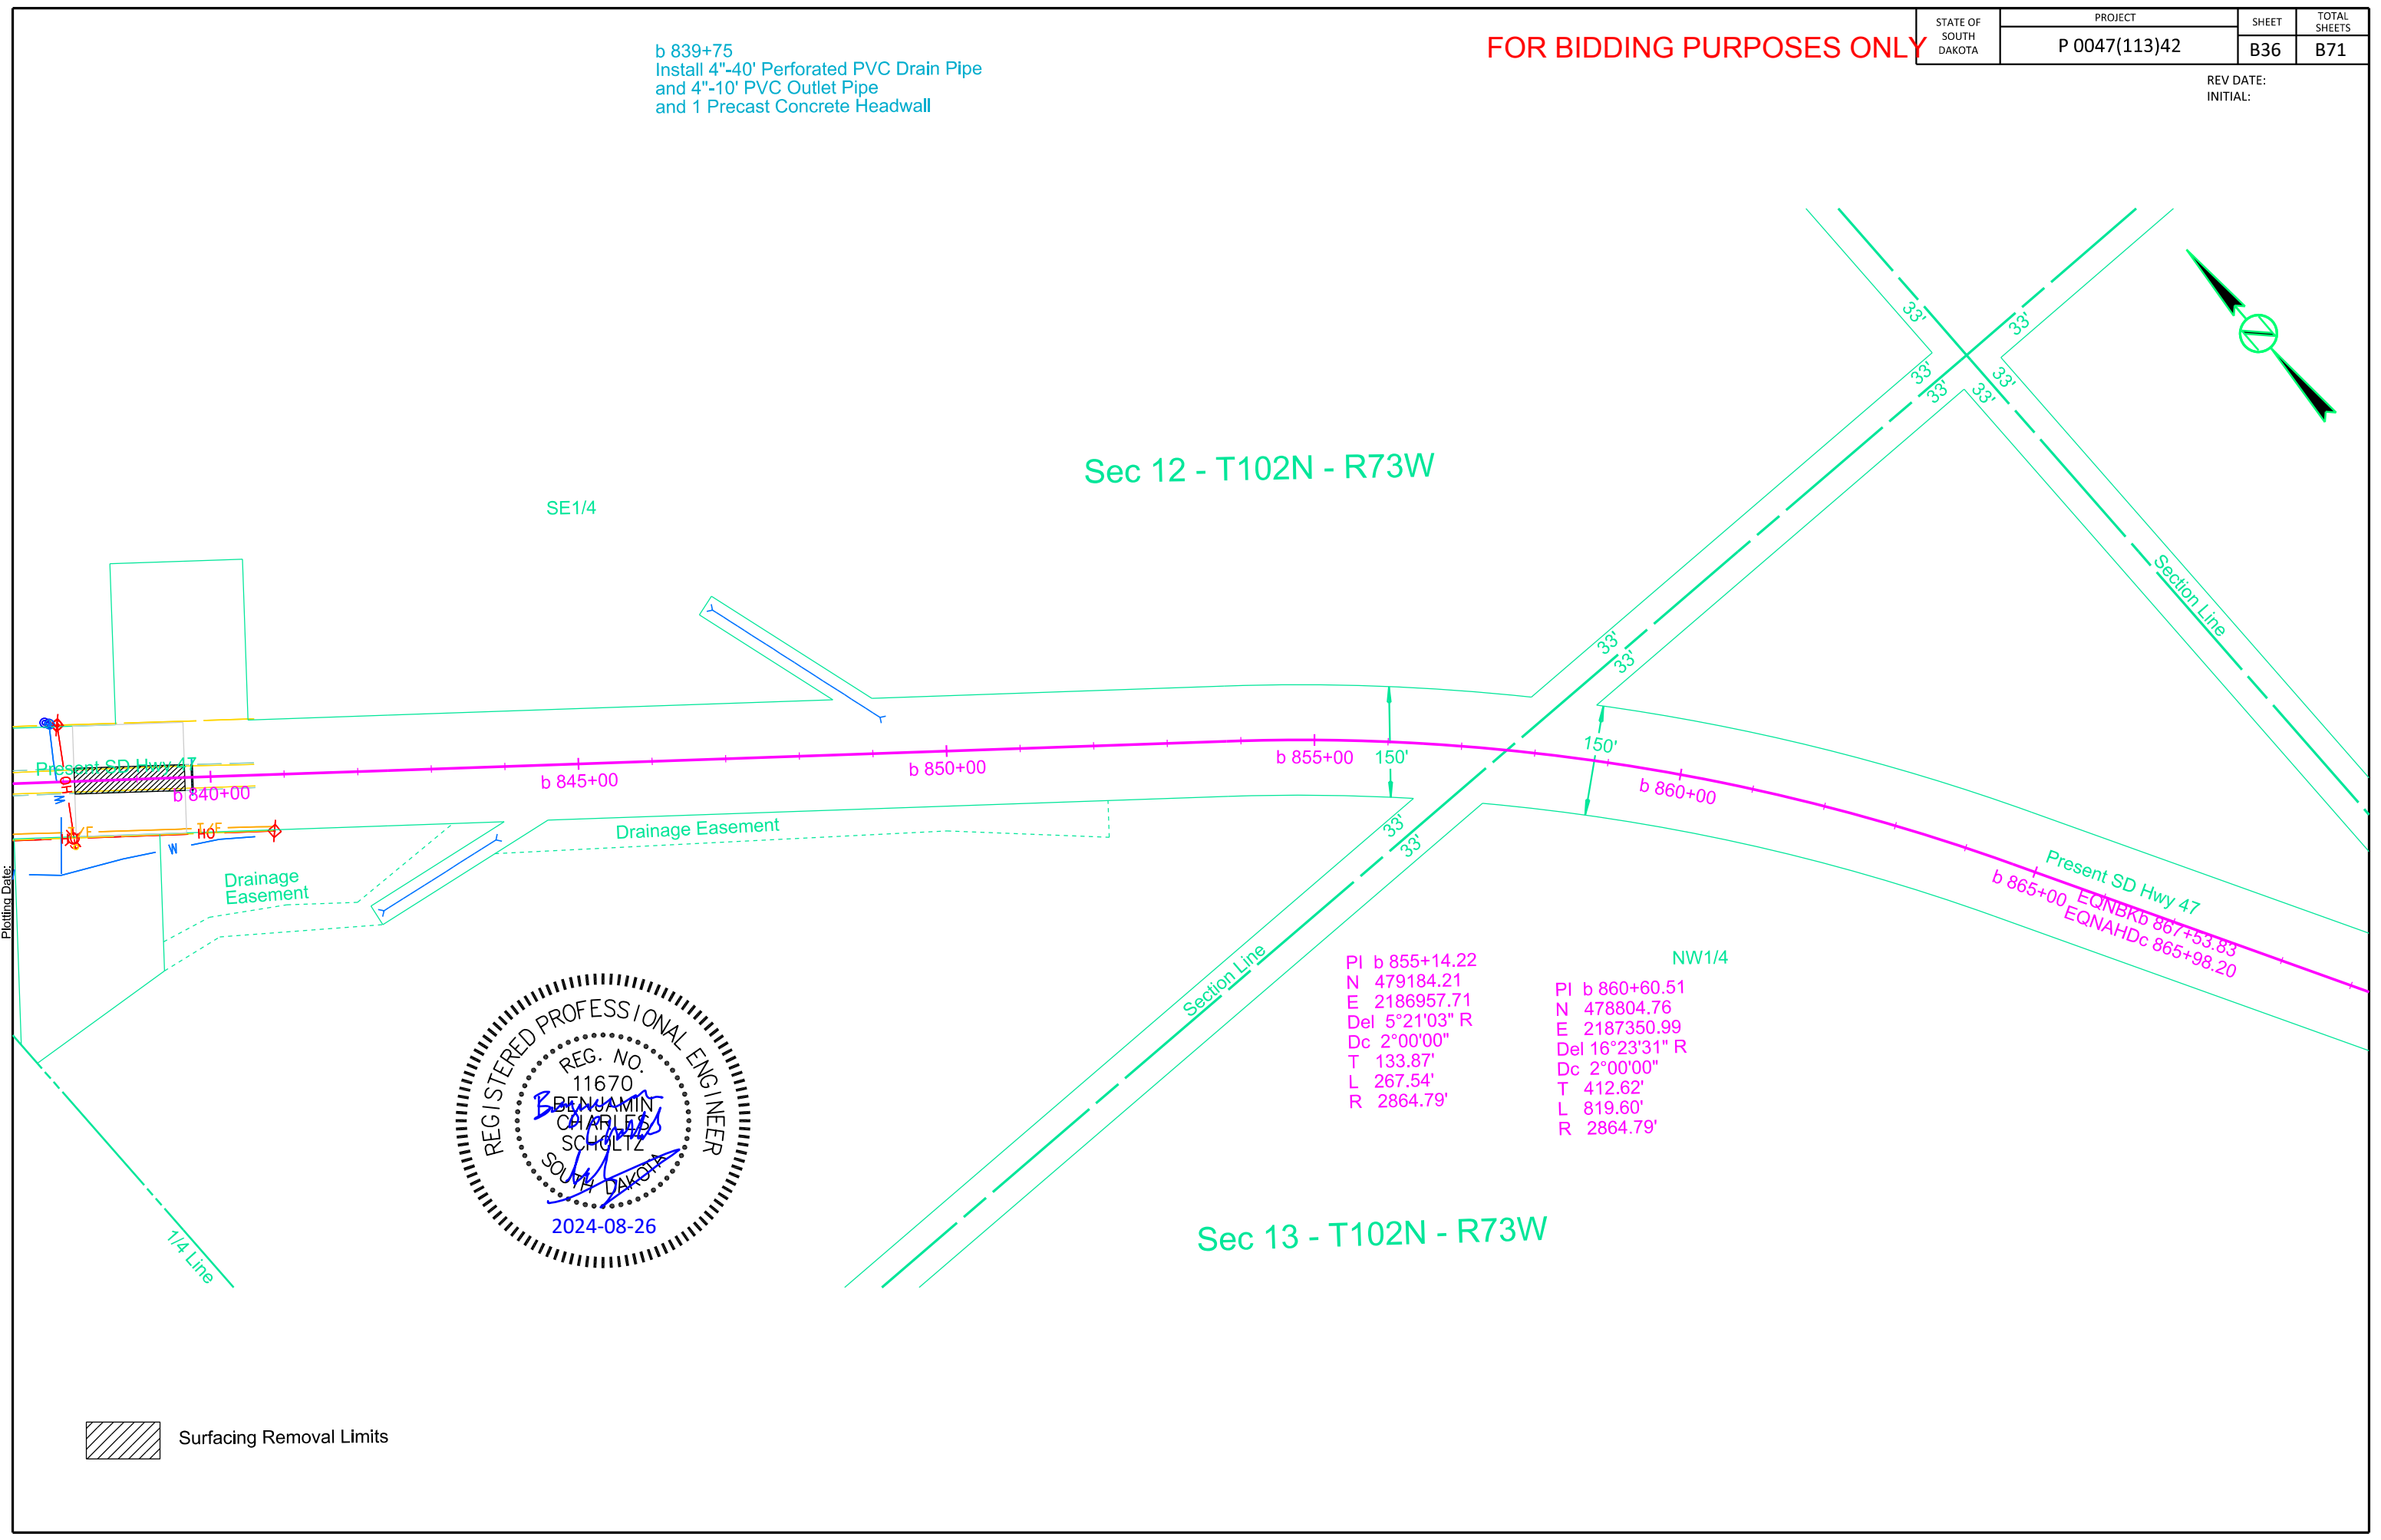 b 839+75
Install 4"-40' Perforated PVC Drain Pipe
and 4"-10' PVC Outlet Pipe
and 1 Precast Concrete Headwall
FOR BIDDING PURPOSES ONLY
STATE OF
SOUTH
DAKOTA
PROJECT
P 0047(113)42
SHEET
B36
TOTAL
SHEETS
B71
REV DATE:
INITIAL:
33'
33'
33'
33'
33'
33'
Sec 12 - T102N - R73W
SE1/4
Section Line
33'
33'
Present SD Hwy 47
HO
W
b 840+00
b 845+00
b 850+00
b 855+00
150'
150'
b 860+00
T/F
HO
W
Drainage Easement
33'
33'
Drainage
Easement
Plotting Date:
Present SD Hwy 47
b 865+00
EQNBKb 867+53.83
EQNAHDc 865+98.20
Section Line
PI b 855+14.22
N 479184.21
E 2186957.71
Del 5°21'03" R
Dc 2°00'00"
T 133.87'
L 267.54'
R 2864.79'
NW1/4
PI b 860+60.51
N 478804.76
E 2187350.99
Del 16°23'31" R
Dc 2°00'00"
T 412.62'
L 819.60'
R 2864.79'
REGISTERED PROFESSIONAL ENGINEER
REG. NO.
11670
BENJAMIN
CHARLES
SCHOLTZ
SOUTH DAKOTA
2024-08-26
1/4 Line
Sec 13 - T102N - R73W
Surfacing Removal Limits